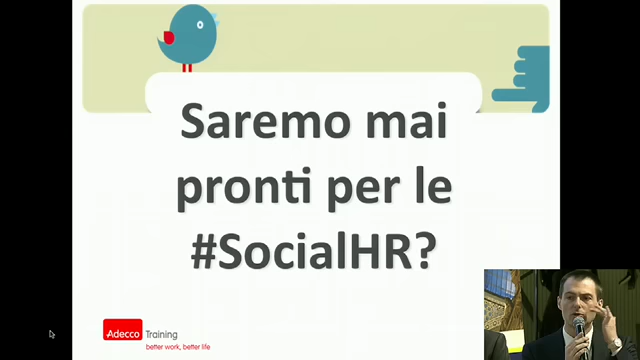 Saremo mai
pronti per le
#SocialHR?
Adecco Training
better work, better life